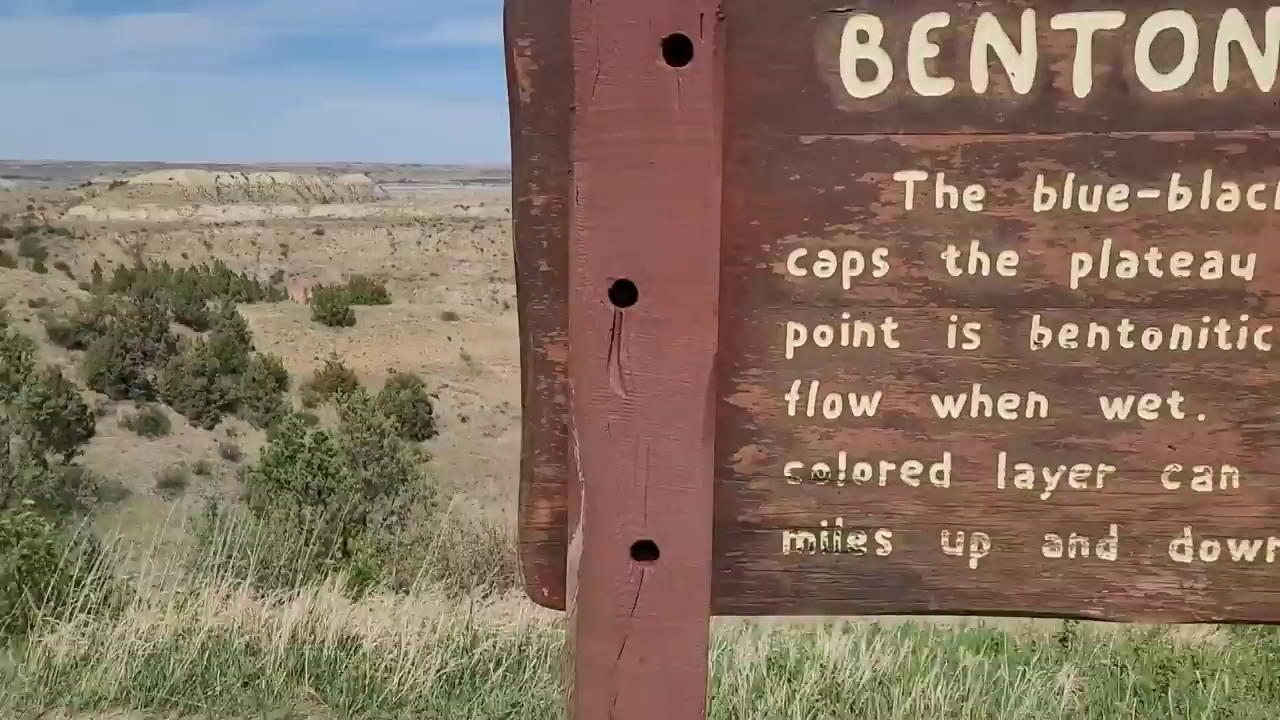 BENTON
The blue-blac
caps the plateau
point is bentonitic
flow when wet.
colored layer can
miles up and down